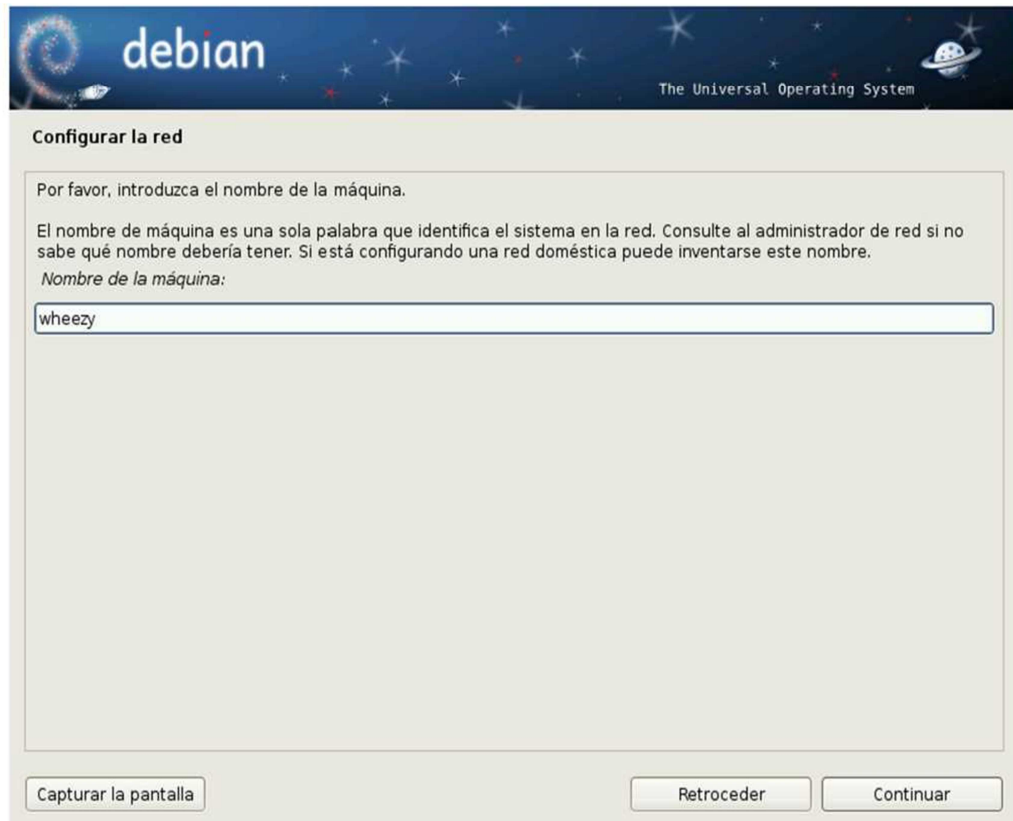 debian
The Universal Operating System
Configurar la red
Por favor, introduzca el nombre de la máquina.
El nombre de máquina es una sola palabra que identifica el sistema en la red. Consulte al administrador de red si no
sabe qué nombre debería tener. Si está configurando una red doméstica puede inventarse este nombre.
Nombre de la máquina:
wheezy
Capturar la pantalla
Retroceder
Continuar